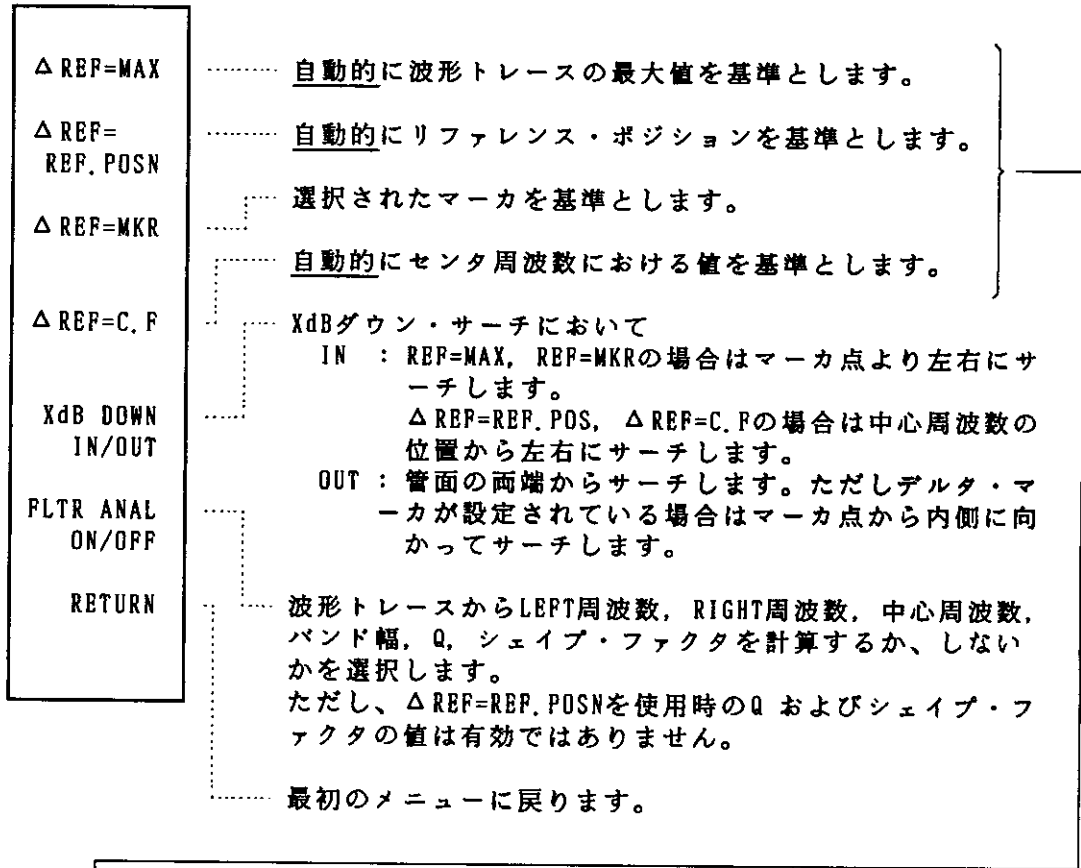 △REF=MAX ……… 自動的に波形トレースの最大値を基準とします。
△REF=
REF.POSN ……… 自動的にリファレンス・ポジションを基準とします。
△REF=MKR ……… 選択されたマーカを基準とします。
△REF=C.F ……… 自動的にセンタ周波数における値を基準とします。
XdB DOWN
IN/OUT ……… XdBダウン・サーチにおいて
IN : REF=MAX, REF=MKRの場合はマーカ点より左右にサ
ーチします。
△REF=REF.POS, △REF=C.Fの場合は中心周波数の
位置から左右にサーチします。
OUT : 管面の両端からサーチします。ただしデルタ・マ
ーカが設定されている場合はマーカ点から内側に向
かってサーチします。
FLTR ANAL
ON/OFF ……… 波形トレースからLEFT周波数, RIGHT周波数, 中心周波数,
バンド幅, Q, シェイプ・ファクタを計算するか、しない
かを選択します。
ただし、△REF=REF.POSNを使用時のQ およびシェイプ・フ
ァクタの値は有効ではありません。
RETURN ……… 最初のメニューに戻ります。